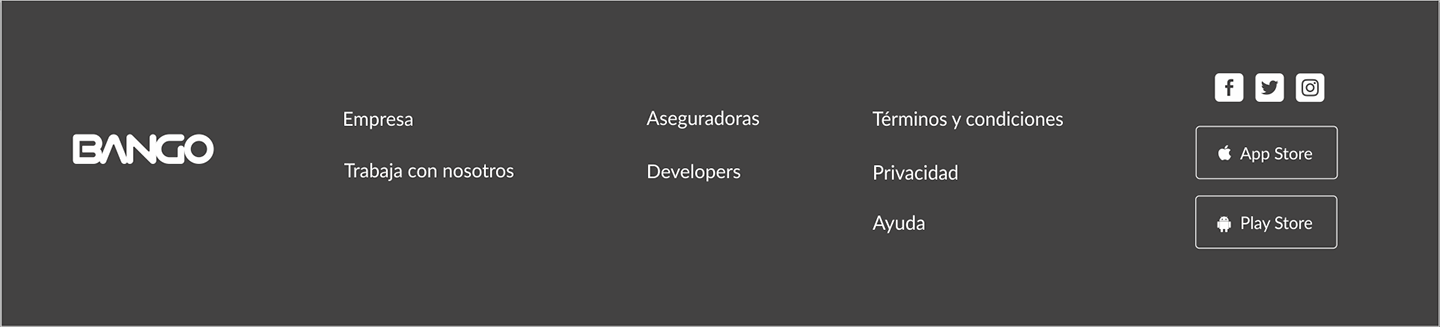 BANGO
Empresa
Trabaja con nosotros
Aseguradoras
Developers
Términos y condiciones
Privacidad
Ayuda
App Store
Play Store